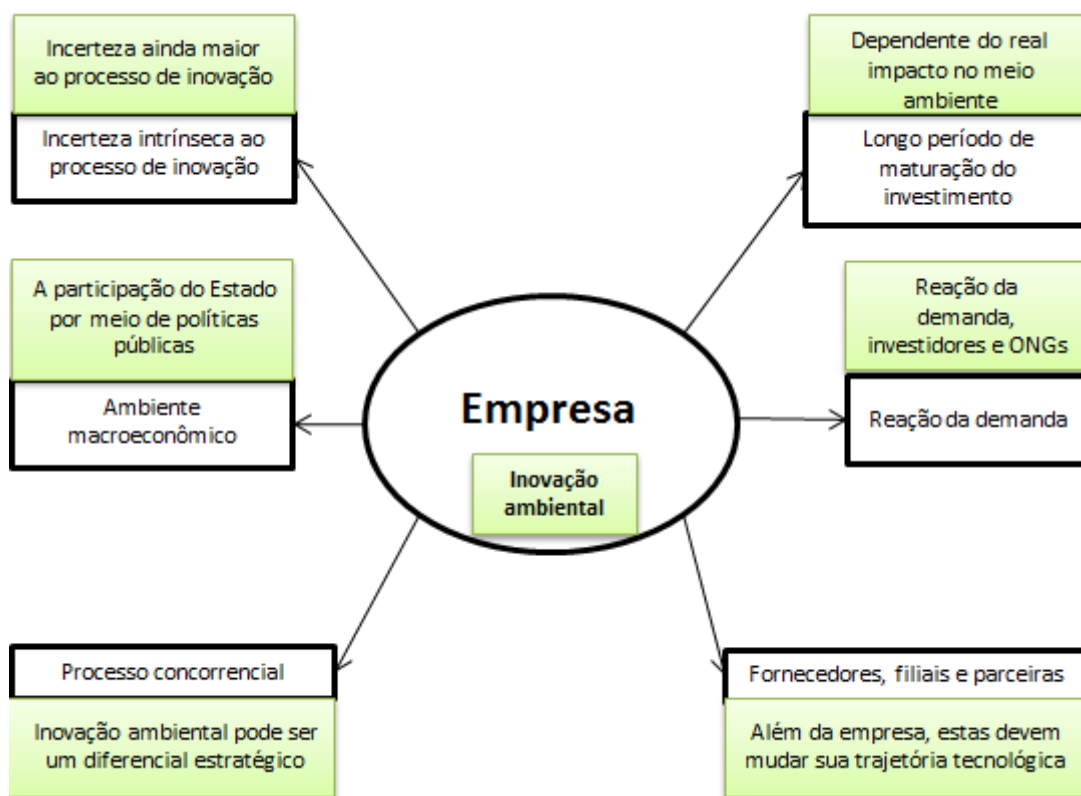 Incerteza ainda maior
ao processo de inovação
Incerteza intrínseca ao
processo de inovação
Dependente do real
impacto no meio
ambiente
Longo período de
maturação do
investimento
A participação do Estado
por meio de políticas
públicas
Ambiente
macroeconômico
Reação da
demanda,
investidores e ONGs
Reação da demanda
Empresa
Inovação
ambiental
Processo concorrencial
Inovação ambiental pode ser
um diferencial estratégico
Fornecedores, filiais e parceiras
Além da empresa, estas devem
mudar sua trajetória tecnológica